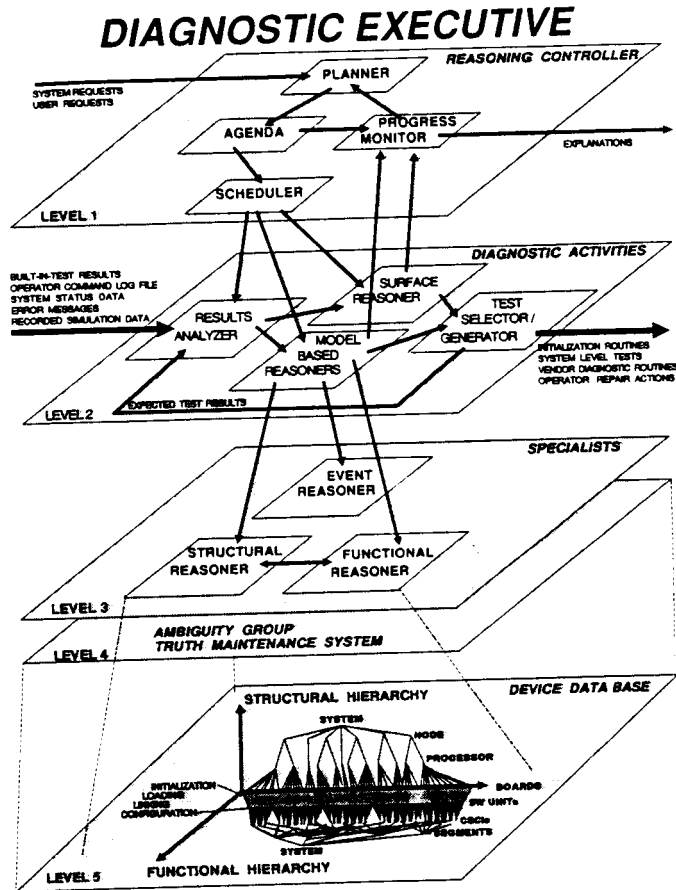 DIAGNOSTIC EXECUTIVE
REASONING CONTROLLER
PLANNER
SYSTEM REQUESTS
USER REQUESTS
AGENDA
PROGRESS
MONITOR
EXPLANATIONS
SCHEDULER
LEVEL 1
DIAGNOSTIC ACTIVITIES
BUILT-IN-TEST RESULTS
OPERATOR COMMAND LOG FILE
SYSTEM STATUS DATA
ERROR MESSAGES
RECORDED SIMULATION DATA
SURFACE
REASONER
RESULTS
ANALYZER
TEST
SELECTOR/
GENERATOR
MODEL
BASED
REASONERS
INITIALIZATION ROUTINES
SYSTEM LEVEL TESTS
VENDOR DIAGNOSTIC ROUTINES
OPERATOR REPAIR ACTIONS
EXPECTED TEST RESULTS
LEVEL 2
SPECIALISTS
EVENT
REASONER
STRUCTURAL
REASONER
FUNCTIONAL
REASONER
LEVEL 3
AMBIGUITY GROUP
TRUTH MAINTENANCE SYSTEM
LEVEL 4
DEVICE DATA BASE
STRUCTURAL HIERARCHY
SYSTEM
NODE
PROCESSOR
INITIALIZATION
LOADING
LINKING
CONFIGURATION
BOARDS
SW UNITs
CSCIs
SEGMENTS
SYSTEM
LEVEL 5
FUNCTIONAL HIERARCHY